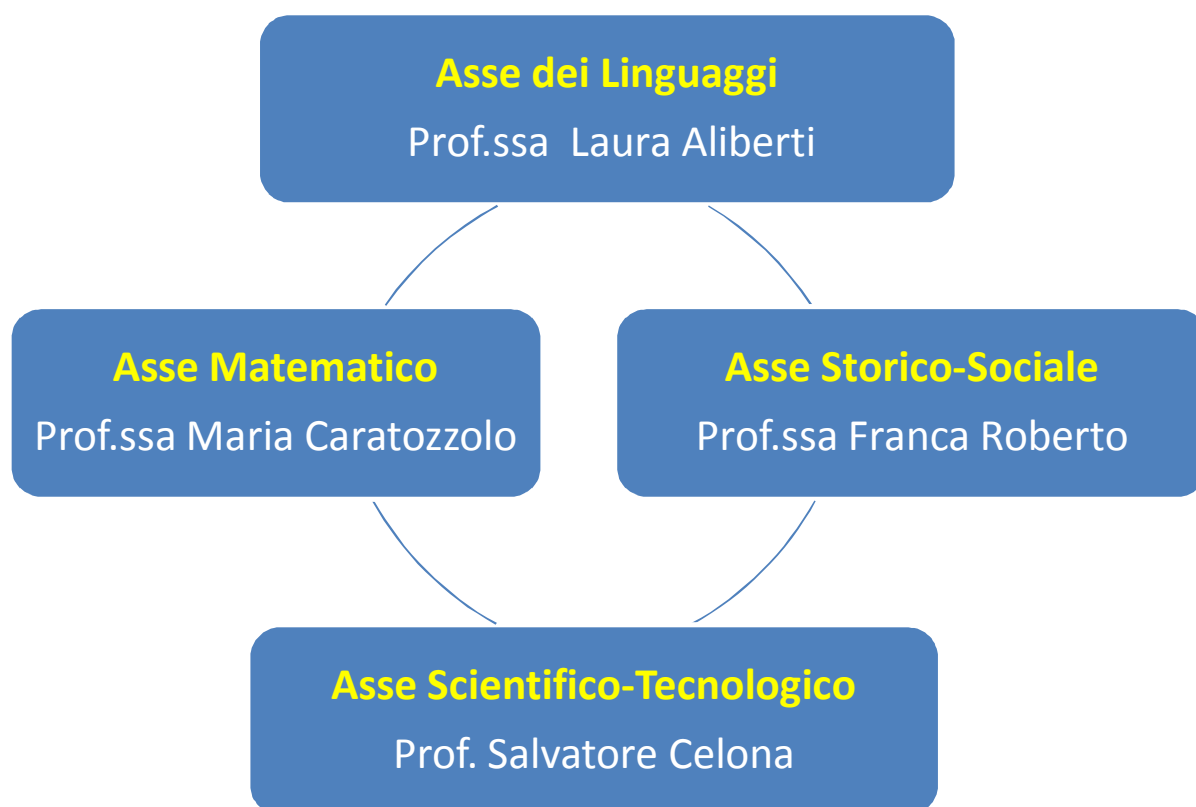 Asse dei Linguaggi
Prof.ssa  Laura Aliberti
Asse Matematico
Prof.ssa Maria Caratozzolo
Asse Storico-Sociale
Prof.ssa Franca Roberto
Asse Scientifico-Tecnologico
Prof. Salvatore Celona